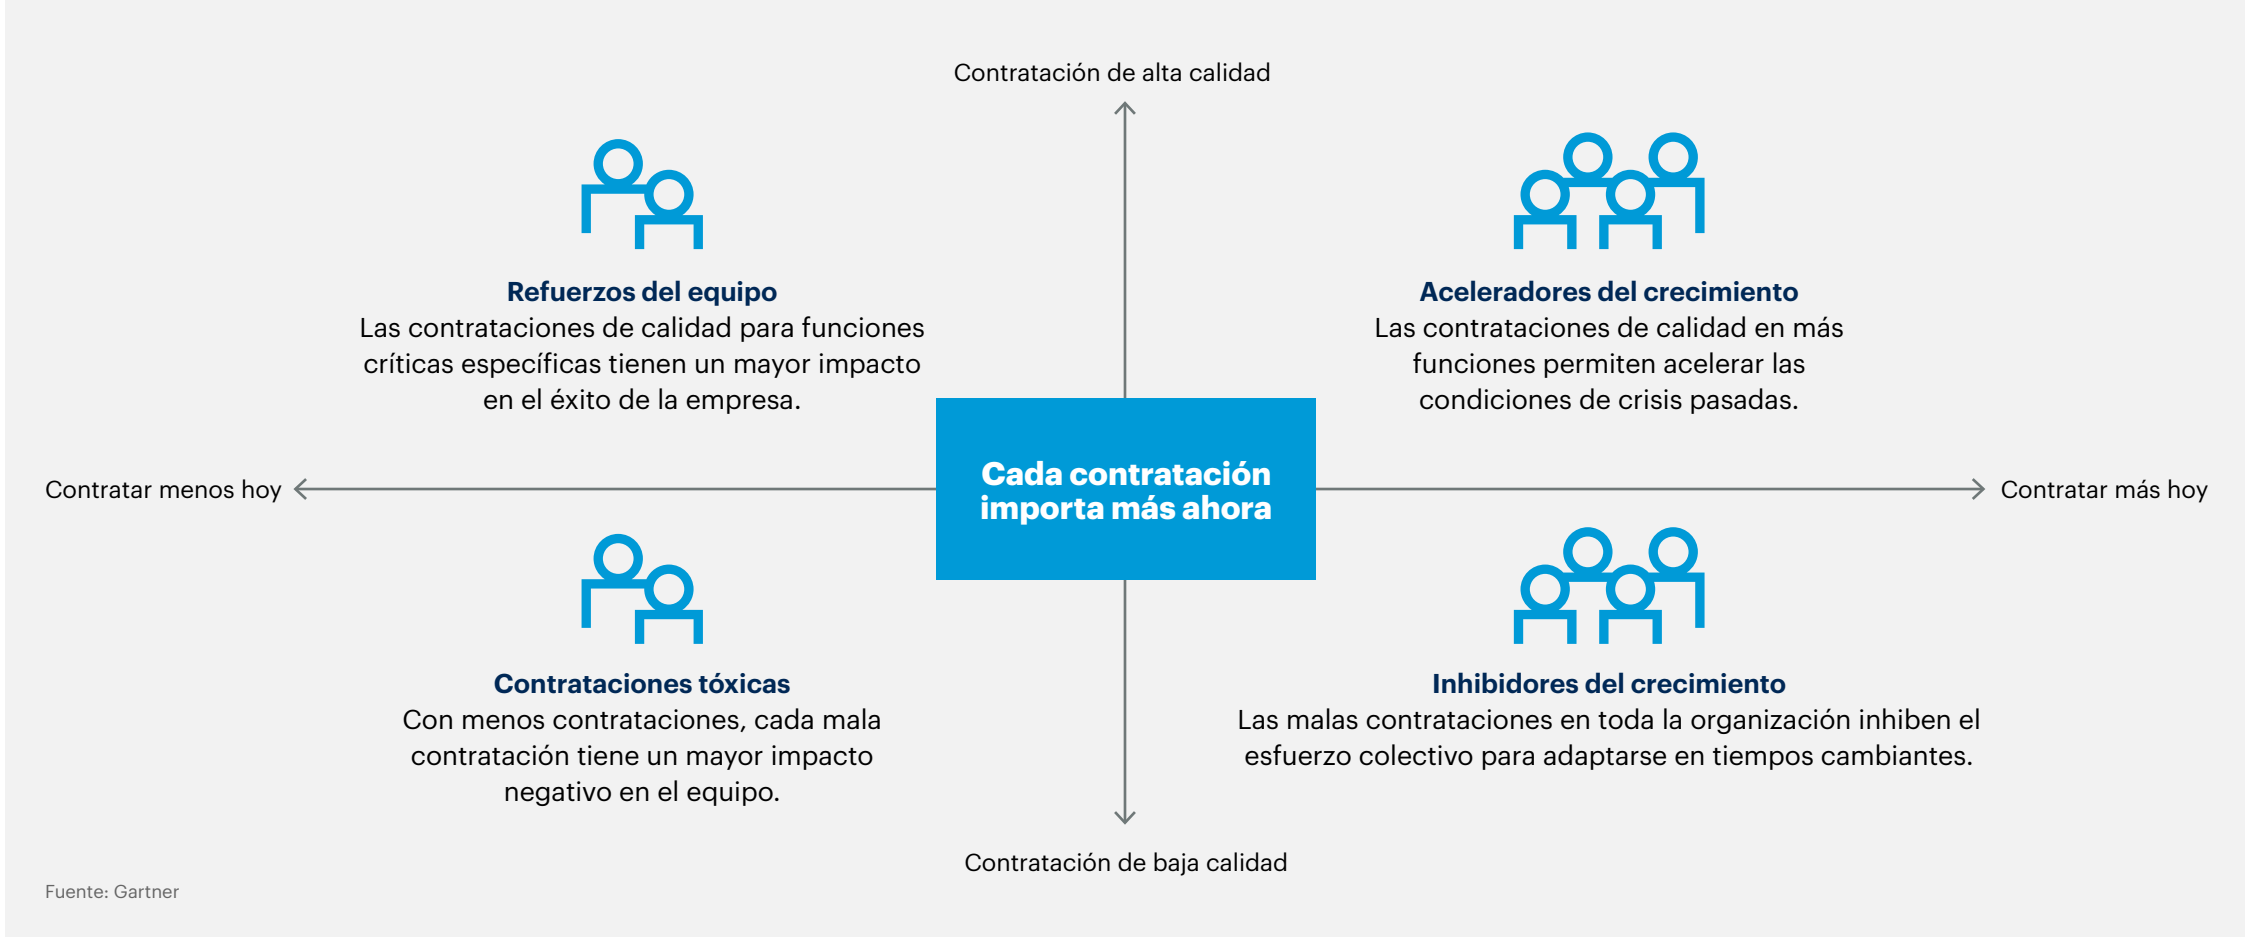 Contratación de alta calidad
Refuerzos del equipo
Las contrataciones de calidad para funciones
críticas específicas tienen un mayor impacto
en el éxito de la empresa.
Aceleradores del crecimiento
Las contrataciones de calidad en más
funciones permiten acelerar las
condiciones de crisis pasadas.
Contratar menos hoy
Cada contratación
importa más ahora
Contratar más hoy
Contrataciones tóxicas
Con menos contrataciones, cada mala
contratación tiene un mayor impacto
negativo en el equipo.
Inhibidores del crecimiento
Las malas contrataciones en toda la organización inhiben el
esfuerzo colectivo para adaptarse en tiempos cambiantes.
Contratación de baja calidad
Fuente: Gartner